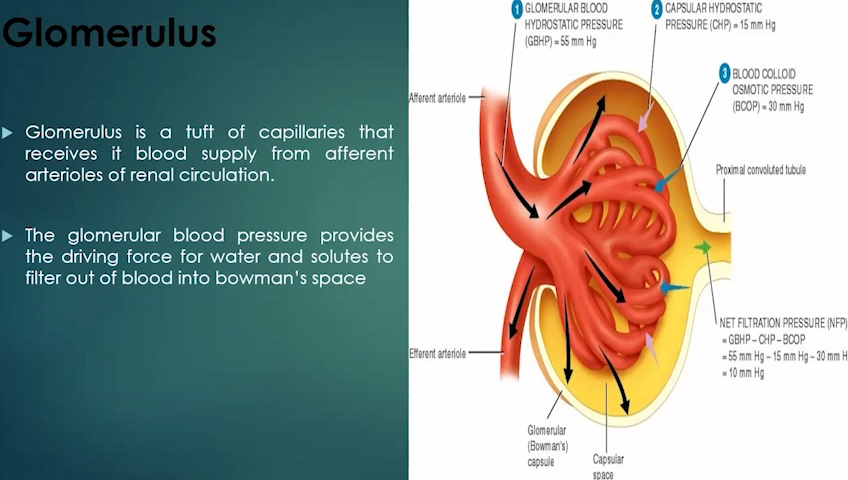 Glomerulus
Glomerulus is a tuft of capillaries that
receives it blood supply from afferent
arterioles of renal circulation.
The glomerular blood pressure provides
the driving force for water and solutes to
filter out of blood into bowman's space
1 GLOMERULAR BLOOD
HYDROSTATIC PRESSURE
(GBHP) = 55 mm Hg
2 CAPSULAR HYDROSTATIC
PRESSURE (CHP) = 15 mm Hg
3 BLOOD COLLOID
OSMOTIC PRESSURE
(BCOP) = 30 mm Hg
Afferent arteriole
Proximal convoluted tubule
NET FILTRATION PRESSURE (NFP)
= GBHP – CHP – BCOP
= 55 mm Hg – 15 mm Hg – 30 mm H
= 10 mm Hg
Efferent arteriole
Glomerular
(Bowman's)
capsule
Capsular
space